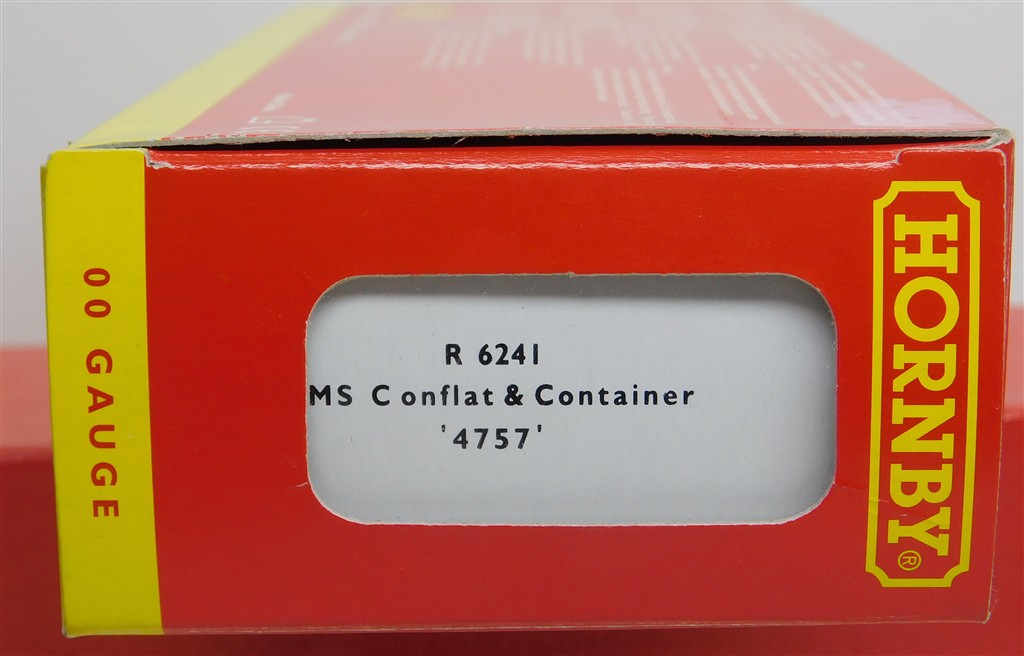 00 GAUGE
R 6241
MS Conflat & Container
'4757'
HORNBY®